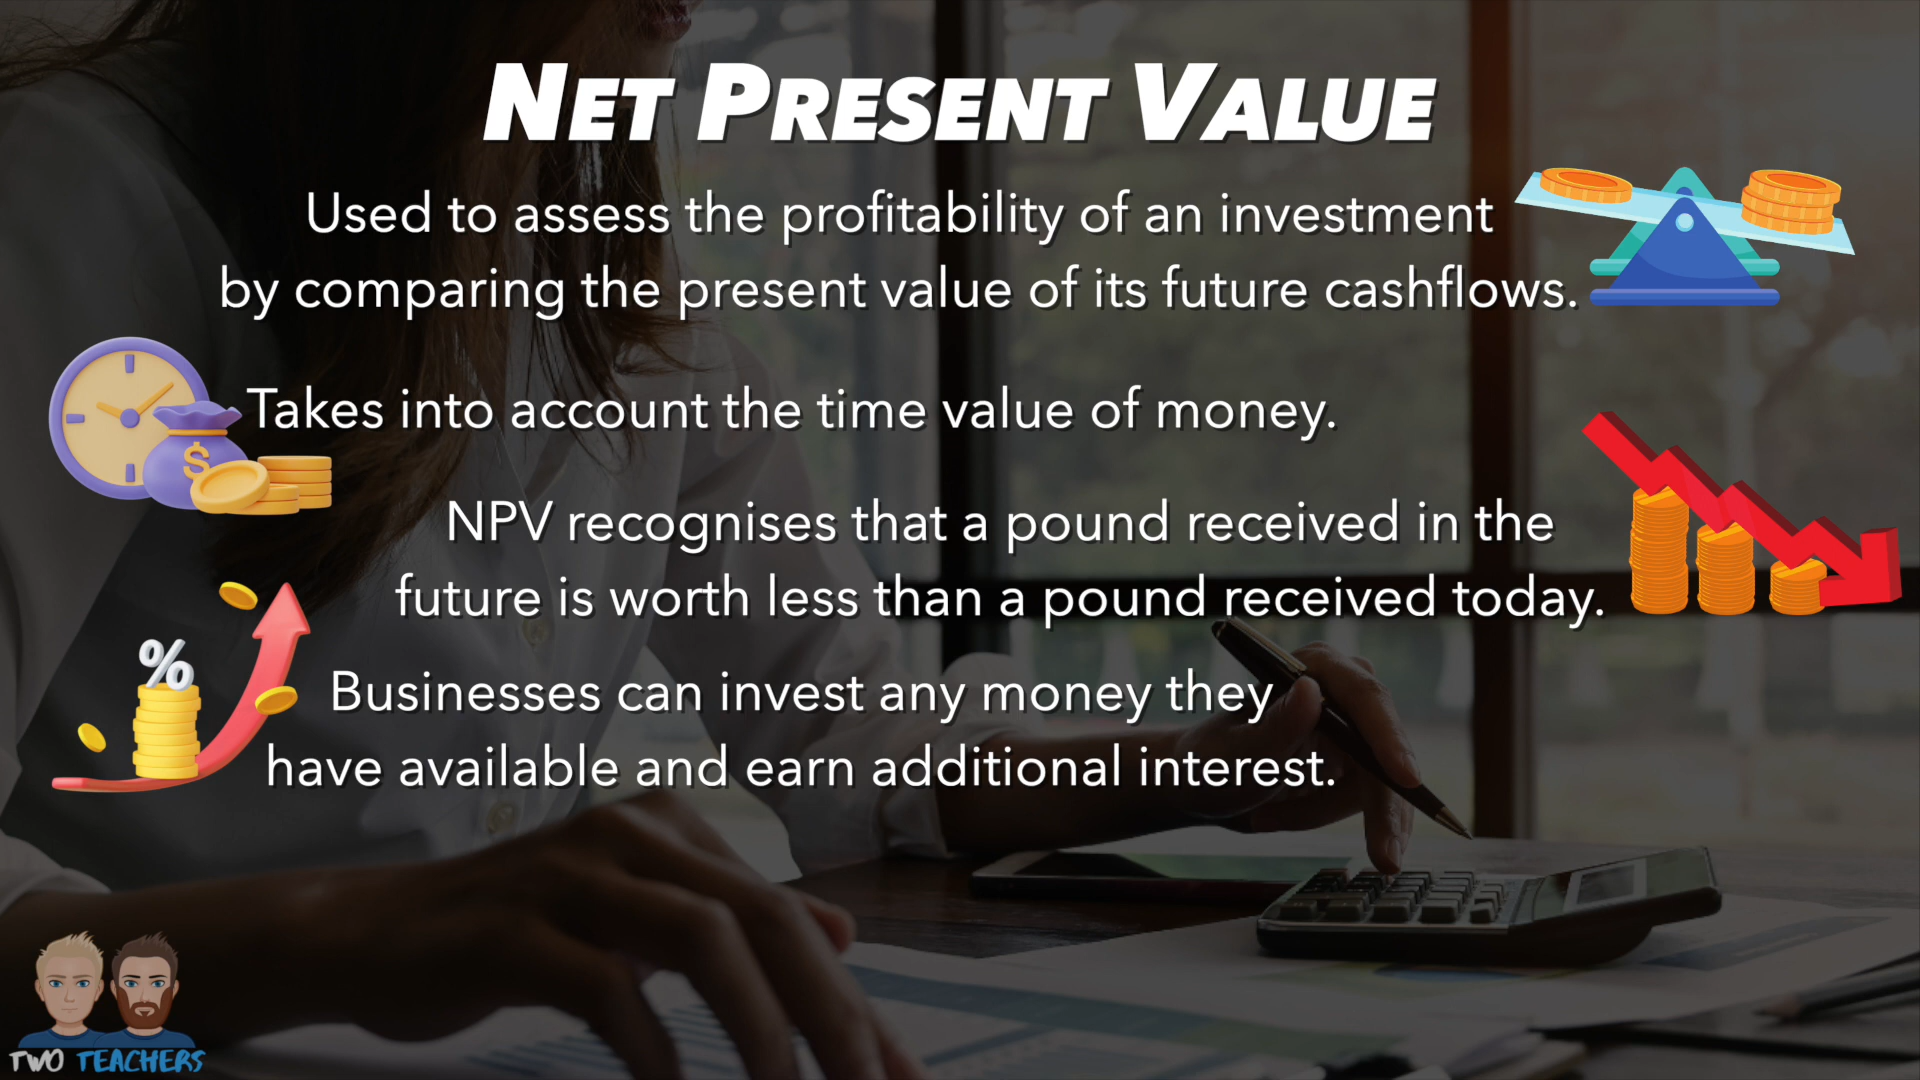 NET PRESENT VALUE
Used to assess the profitability of an investment
by comparing the present value of its future cashflows.
Takes into account the time value of money.
$
NPV recognises that a pound received in the
future is worth less than a pound received today.
%
Businesses can invest any money they
have available and earn additional interest.
TWO TEACHERS